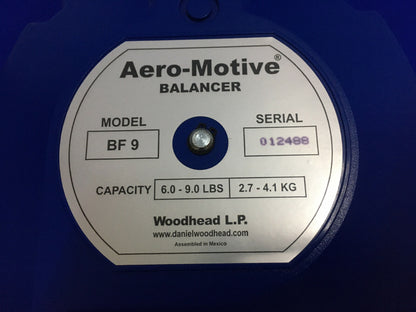 Aero-Motive®
BALANCER
MODEL SERIAL
BF 9 012488
CAPACITY 6.0 - 9.0 LBS 2.7 - 4.1 KG
Woodhead L.P.
www.danielwoodhead.com
Assembled in Mexico